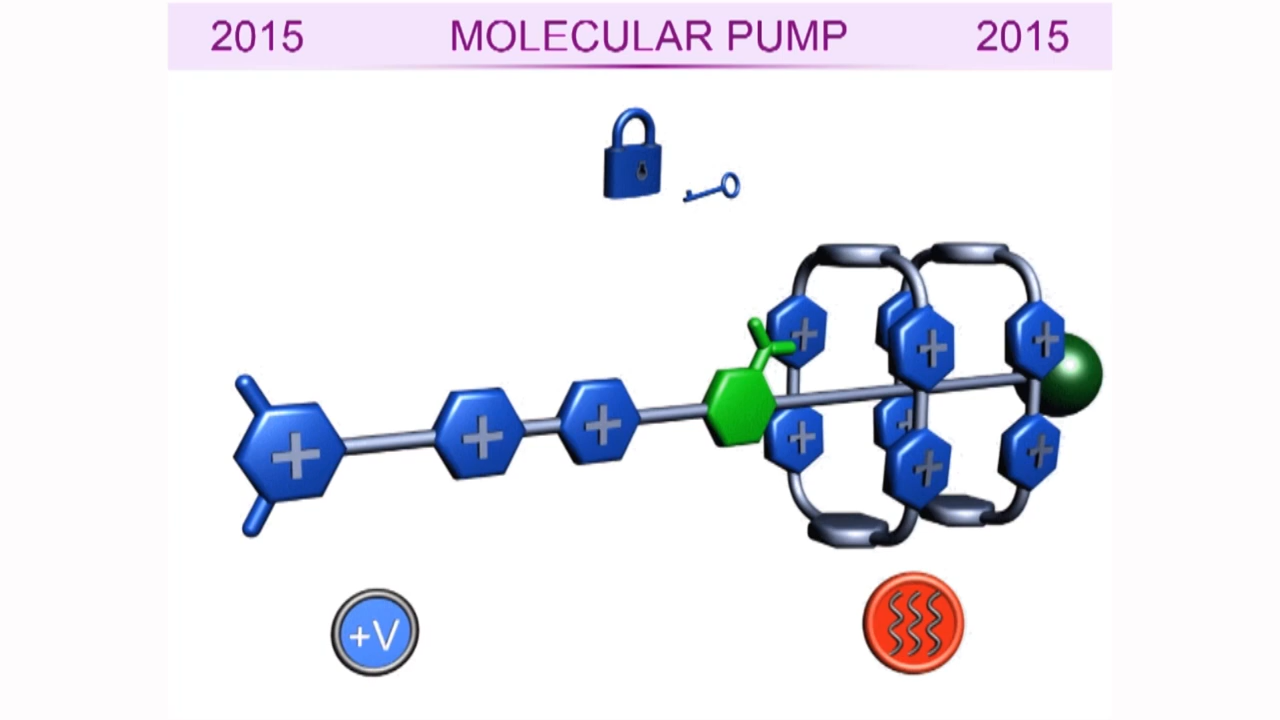 2015 MOLECULAR PUMP 2015
+ + + + + + + + + +
+V